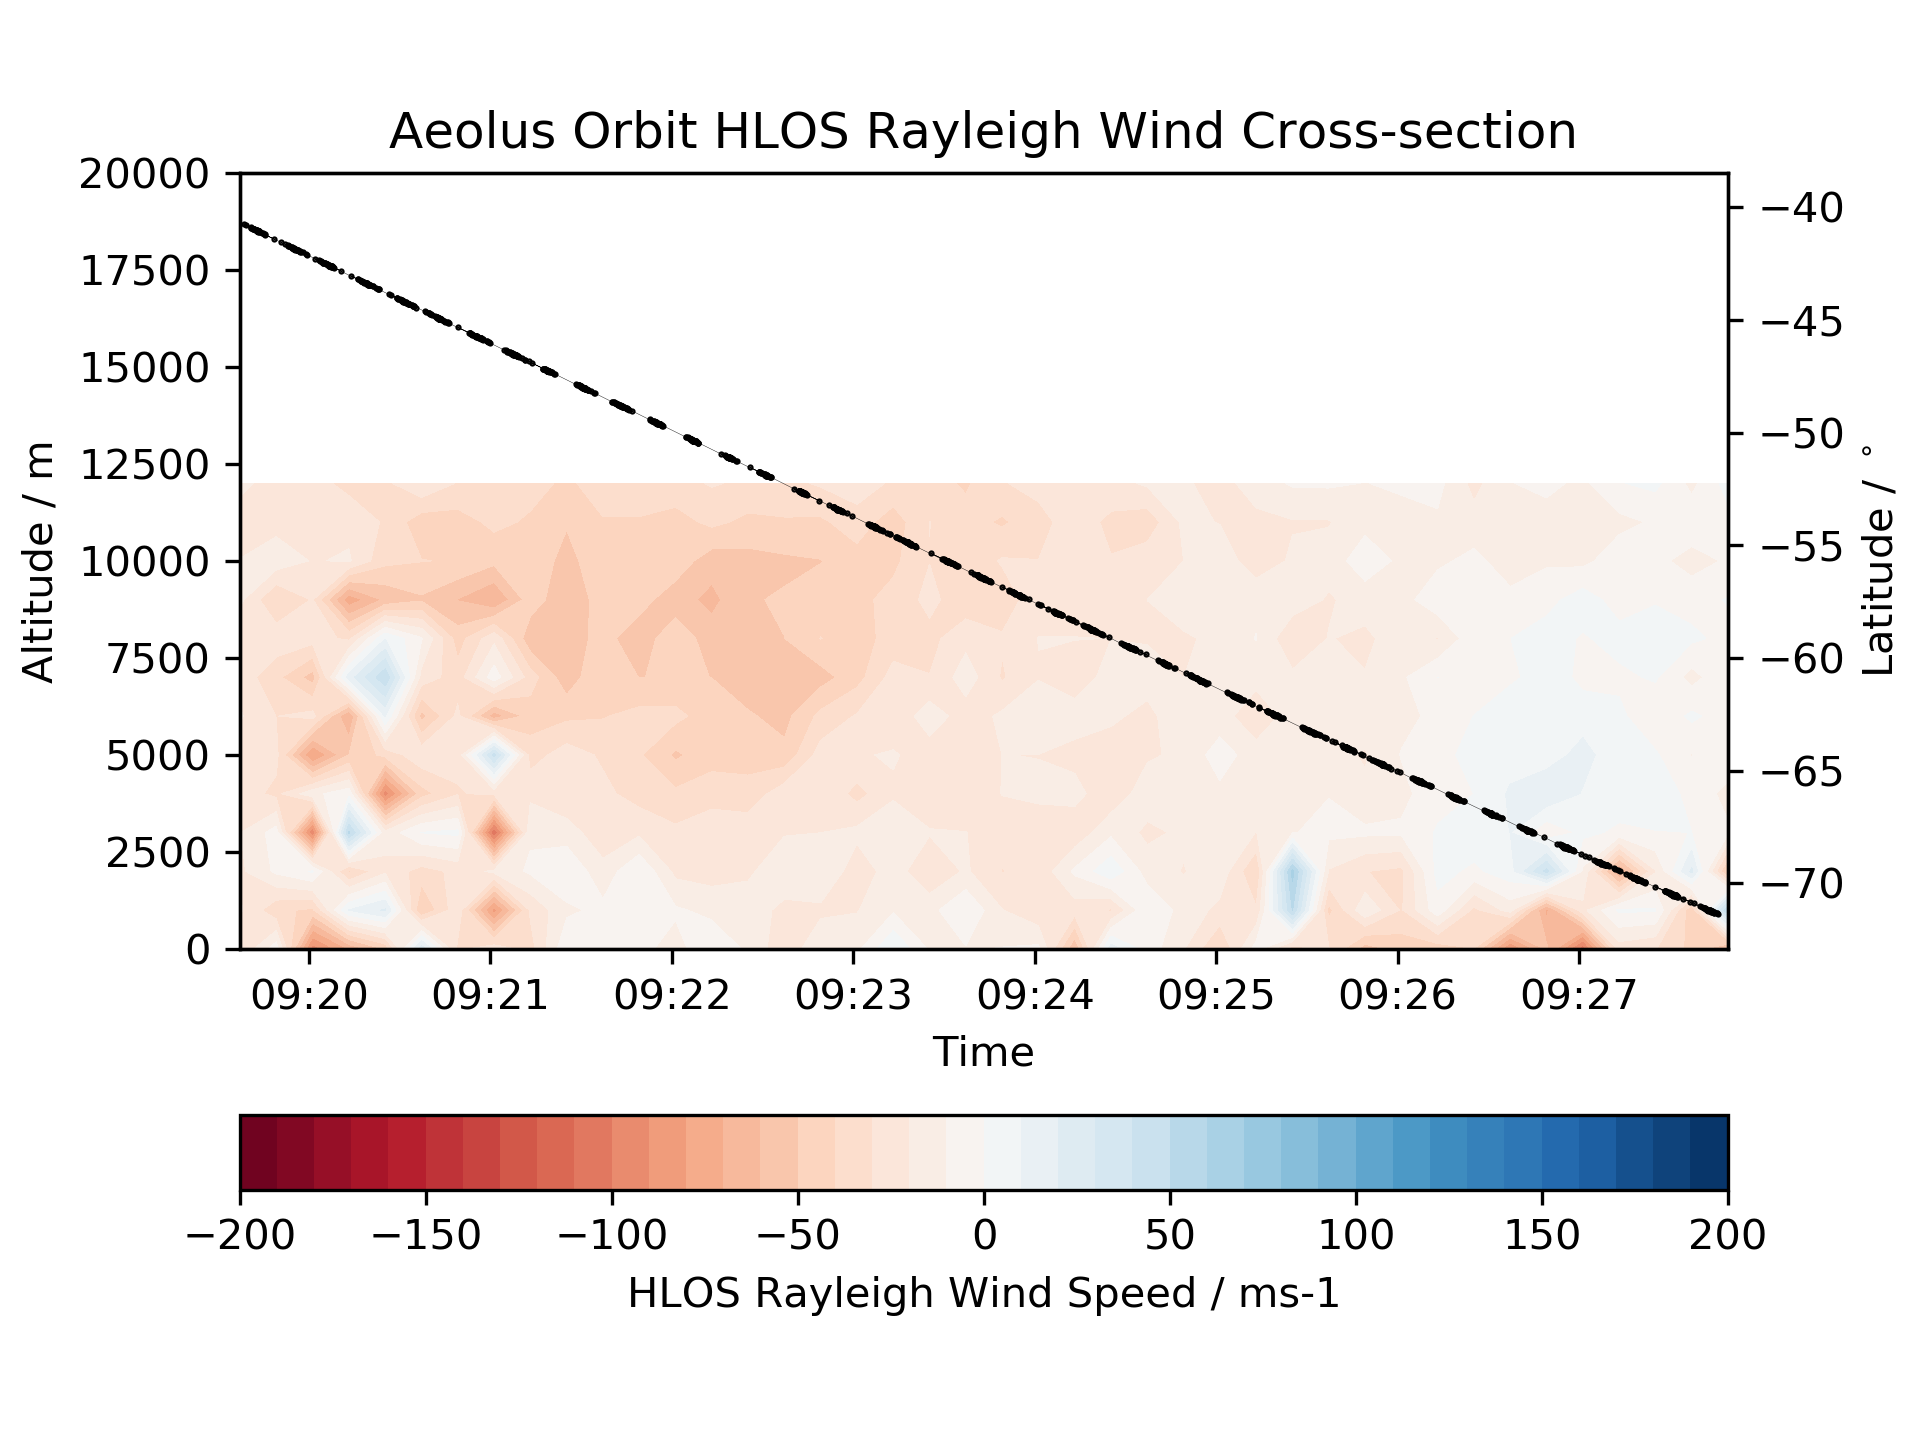 Aeolus Orbit HLOS Rayleigh Wind Cross-section
20000
17500
15000
12500
10000
7500
5000
2500
0
Altitude / m
−40
−45
−50
−55
−60
−65
−70
Latitude / °
09:20 09:21 09:22 09:23 09:24 09:25 09:26 09:27
Time
−200 −150 −100 −50 0 50 100 150 200
HLOS Rayleigh Wind Speed / ms-1